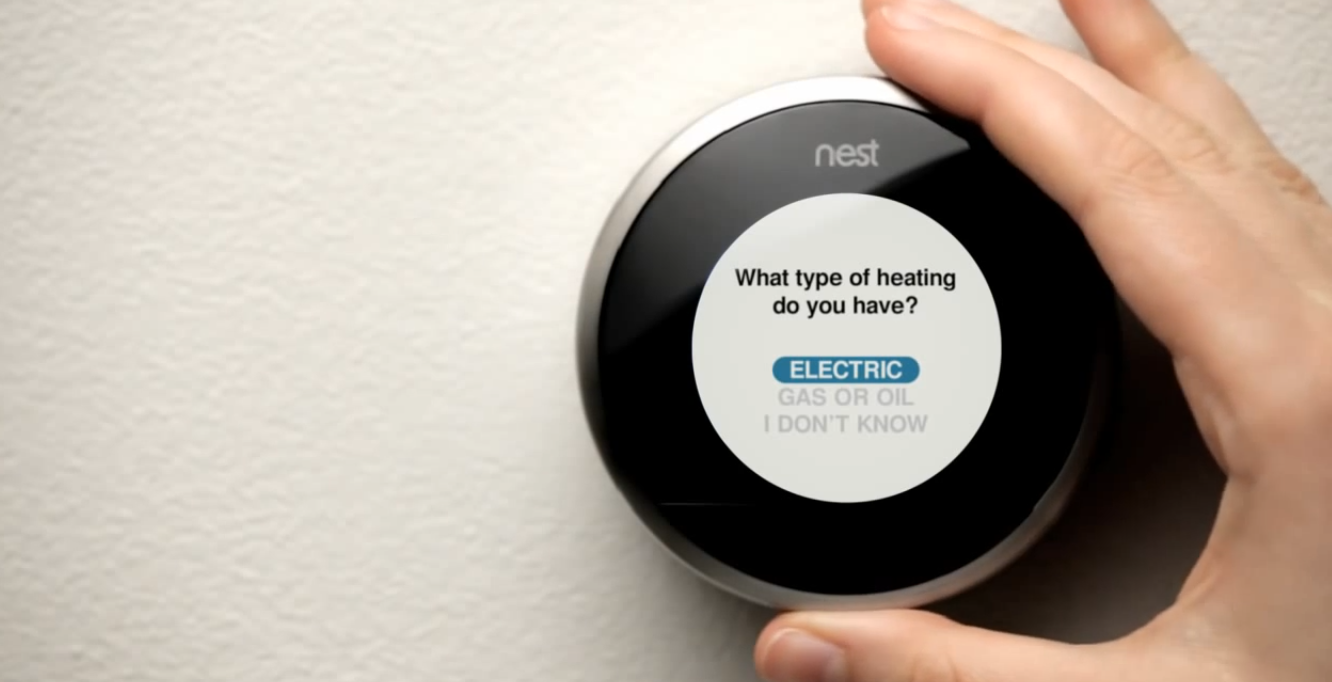 nest
What type of heating
do you have?
ELECTRIC
GAS OR OIL
I DON'T KNOW